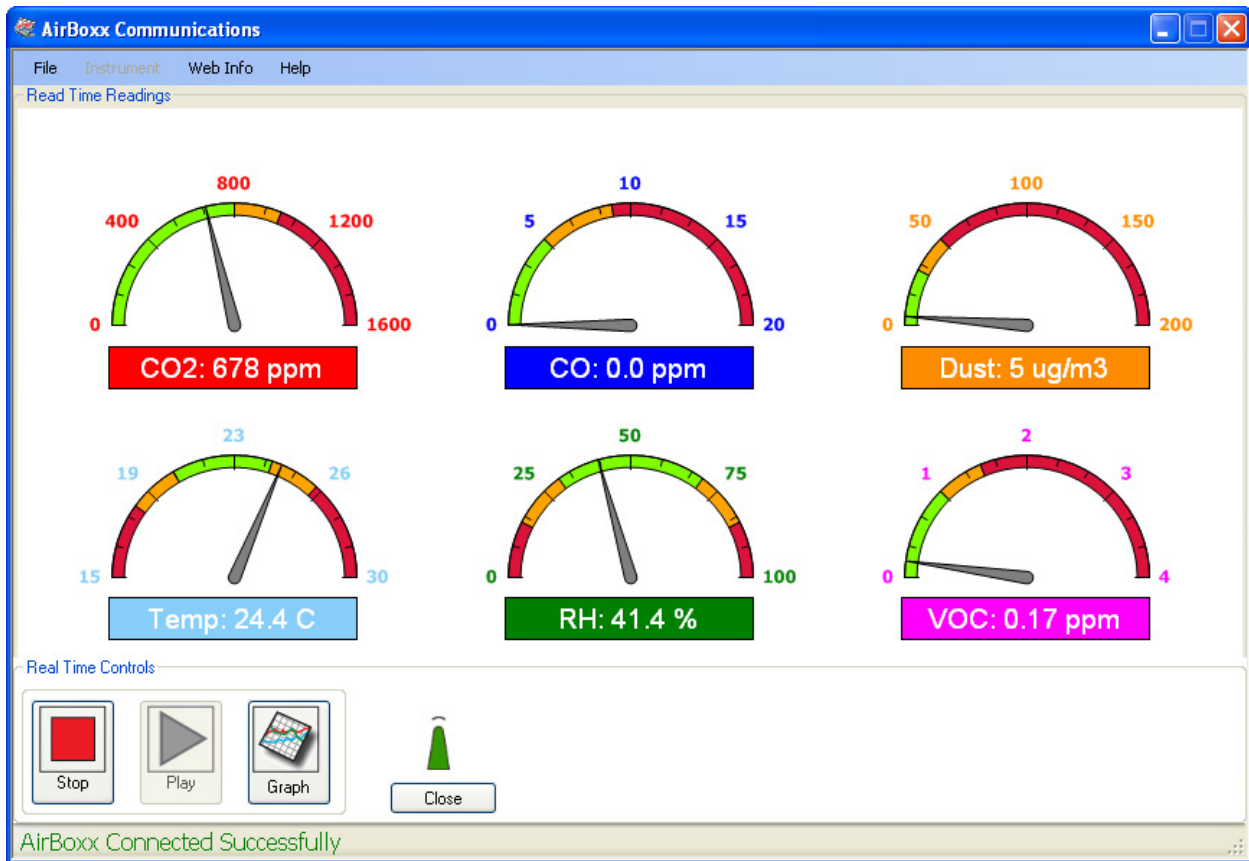 AirBoxx Communications
File Instrument Web Info Help
Read Time Readings
0 400 800 1200 1600
CO2: 678 ppm
0 5 10 15 20
CO: 0.0 ppm
0 50 100 150 200
Dust: 5 ug/m3
15 19 23 26 30
Temp: 24.4 C
0 25 50 75 100
RH: 41.4 %
0 1 2 3 4
VOC: 0.17 ppm
Real Time Controls
Stop Play Graph
Close
AirBoxx Connected Successfully